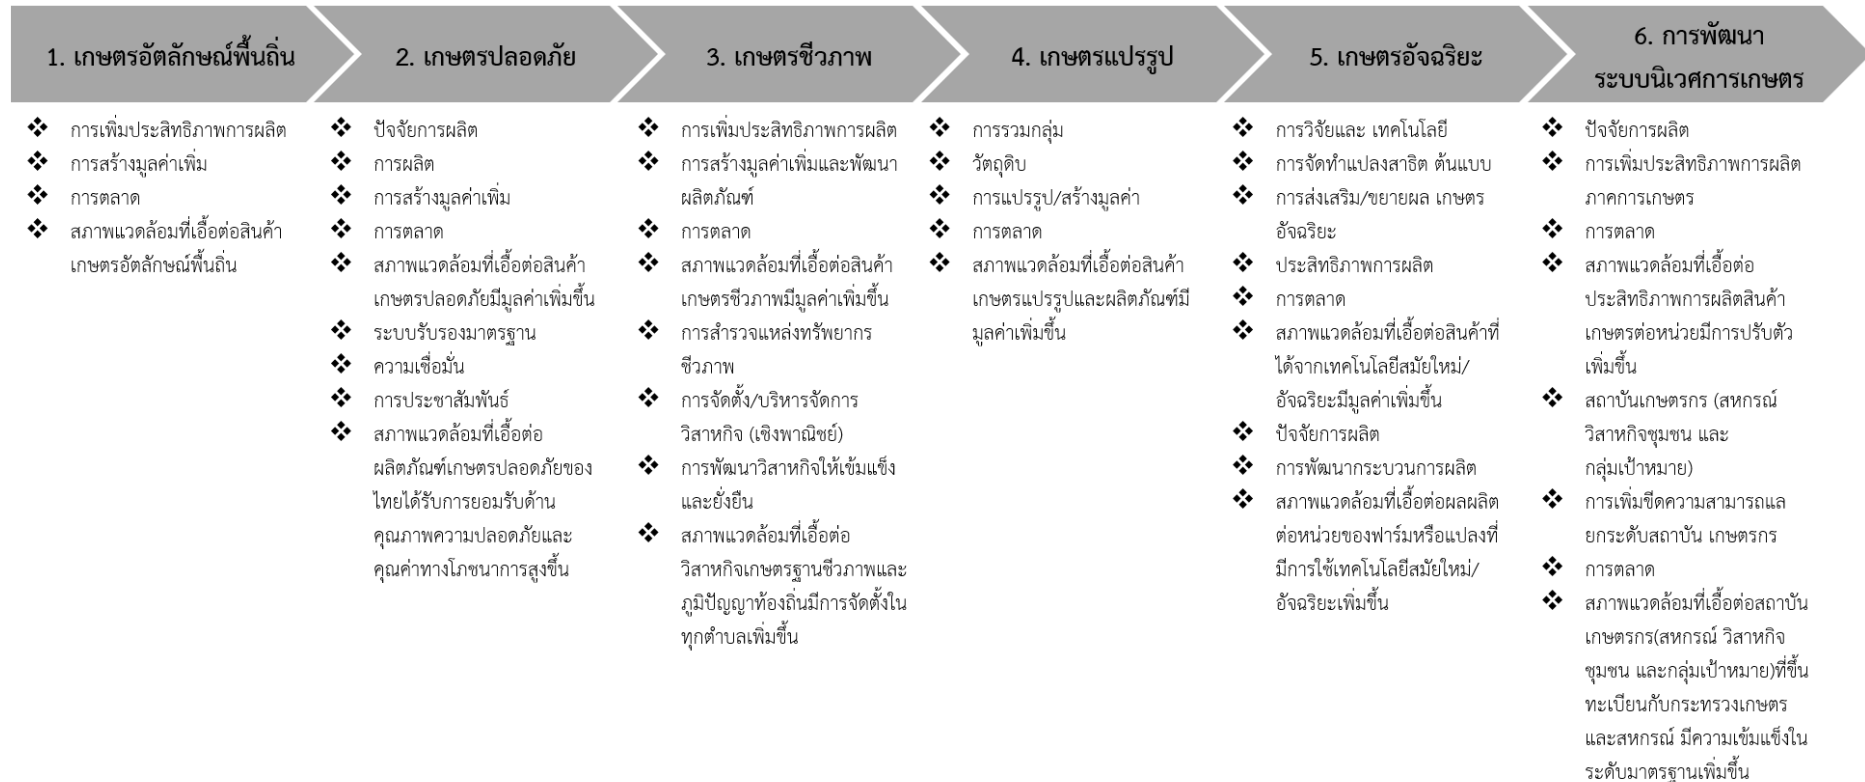 1. เกษตรอัตลักษณ์พื้นถิ่น
❖ การเพิ่มประสิทธิภาพการผลิต
❖ การสร้างมูลค่าเพิ่ม
❖ การตลาด
❖ สภาพแวดล้อมที่เอื้อต่อสินค้า
เกษตรอัตลักษณ์พื้นถิ่น
2. เกษตรปลอดภัย
❖ ปัจจัยการผลิต
❖ การผลิต
❖ การสร้างมูลค่าเพิ่ม
❖ การตลาด
❖ สภาพแวดล้อมที่เอื้อต่อสินค้า
เกษตรปลอดภัยมีมูลค่าเพิ่มขึ้น
❖ ระบบรับรองมาตรฐาน
❖ ความเชื่อมั่น
❖ การประชาสัมพันธ์
❖ สภาพแวดล้อมที่เอื้อต่อ
ผลิตภัณฑ์เกษตรปลอดภัยของ
ไทยได้รับการยอมรับด้าน
คุณภาพความปลอดภัยและ
คุณค่าทางโภชนาการสูงขึ้น
3. เกษตรชีวภาพ
❖ การเพิ่มประสิทธิภาพการผลิต
❖ การสร้างมูลค่าเพิ่มและพัฒนา
ผลิตภัณฑ์
❖ การตลาด
❖ สภาพแวดล้อมที่เอื้อต่อสินค้า
เกษตรชีวภาพมีมูลค่าเพิ่มขึ้น
❖ การสำรวจแหล่งทรัพยากร
ชีวภาพ
❖ การจัดตั้ง/บริหารจัดการ
วิสาหกิจ (เชิงพาณิชย์)
❖ การพัฒนาวิสาหกิจให้เข้มแข็ง
และยั่งยืน
❖ สภาพแวดล้อมที่เอื้อต่อ
วิสาหกิจเกษตรฐานชีวภาพและ
ภูมิปัญญาท้องถิ่นมีการจัดตั้งใน
ทุกตำบลเพิ่มขึ้น
4. เกษตรแปรรูป
❖ การรวมกลุ่ม
❖ วัตถุดิบ
❖ การแปรรูป/สร้างมูลค่า
❖ การตลาด
❖ สภาพแวดล้อมที่เอื้อต่อสินค้า
เกษตรแปรรูปและผลิตภัณฑ์มี
มูลค่าเพิ่มขึ้น
5. เกษตรอัจฉริยะ
❖ การวิจัยและ เทคโนโลยี
❖ การจัดทำแปลงสาธิต ต้นแบบ
❖ การส่งเสริม/ขยายผล เกษตร
อัจฉริยะ
❖ ประสิทธิภาพการผลิต
❖ การตลาด
❖ สภาพแวดล้อมที่เอื้อต่อสินค้าที่
ได้จากเทคโนโลยีสมัยใหม่/
อัจฉริยะมีมูลค่าเพิ่มขึ้น
❖ ปัจจัยการผลิต
❖ การพัฒนากระบวนการผลิต
❖ สภาพแวดล้อมที่เอื้อต่อผลผลิต
ต่อหน่วยของฟาร์มหรือแปลงที่
มีการใช้เทคโนโลยีสมัยใหม่/
อัจฉริยะเพิ่มขึ้น
6. การพัฒนา
ระบบนิเวศการเกษตร
❖ ปัจจัยการผลิต
❖ การเพิ่มประสิทธิภาพการผลิต
ภาคการเกษตร
❖ การตลาด
❖ สภาพแวดล้อมที่เอื้อต่อ
ประสิทธิภาพการผลิตสินค้า
เกษตรต่อหน่วยมีการปรับตัว
เพิ่มขึ้น
❖ สถาบันเกษตรกร (สหกรณ์
วิสาหกิจชุมชน และ
กลุ่มเป้าหมาย)
❖ การเพิ่มขีดความสามารถแล
ยกระดับสถาบัน เกษตรกร
❖ การตลาด
❖ สภาพแวดล้อมที่เอื้อต่อสถาบัน
เกษตรกร(สหกรณ์ วิสาหกิจ
ชุมชน และกลุ่มเป้าหมาย)ที่ขึ้น
ทะเบียนกับกระทรวงเกษตร
และสหกรณ์ มีความเข้มแข็งใน
ระดับมาตรฐานเพิ่มขึ้น